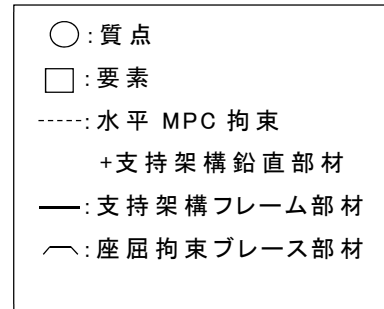 ○:質点
□:要素
-----:水平 MPC 拘束
+支持架構鉛直部材
―:支持架構フレーム部材
:座屈拘束ブレース部材